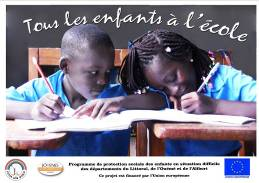 Tous les enfants à l'école
Programme de protection sociale des enfants en situation difficile
des départements du Littoral, de l'Ouémé et de l'Alibori
Ce projet est financé par l'Union européenne